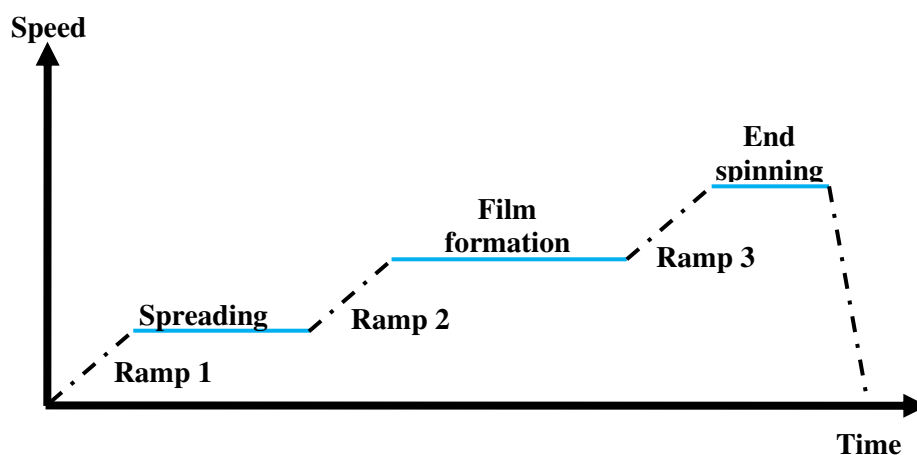 Speed
End
spinning
Film
formation
Ramp 3
Spreading
Ramp 2
Ramp 1
Time